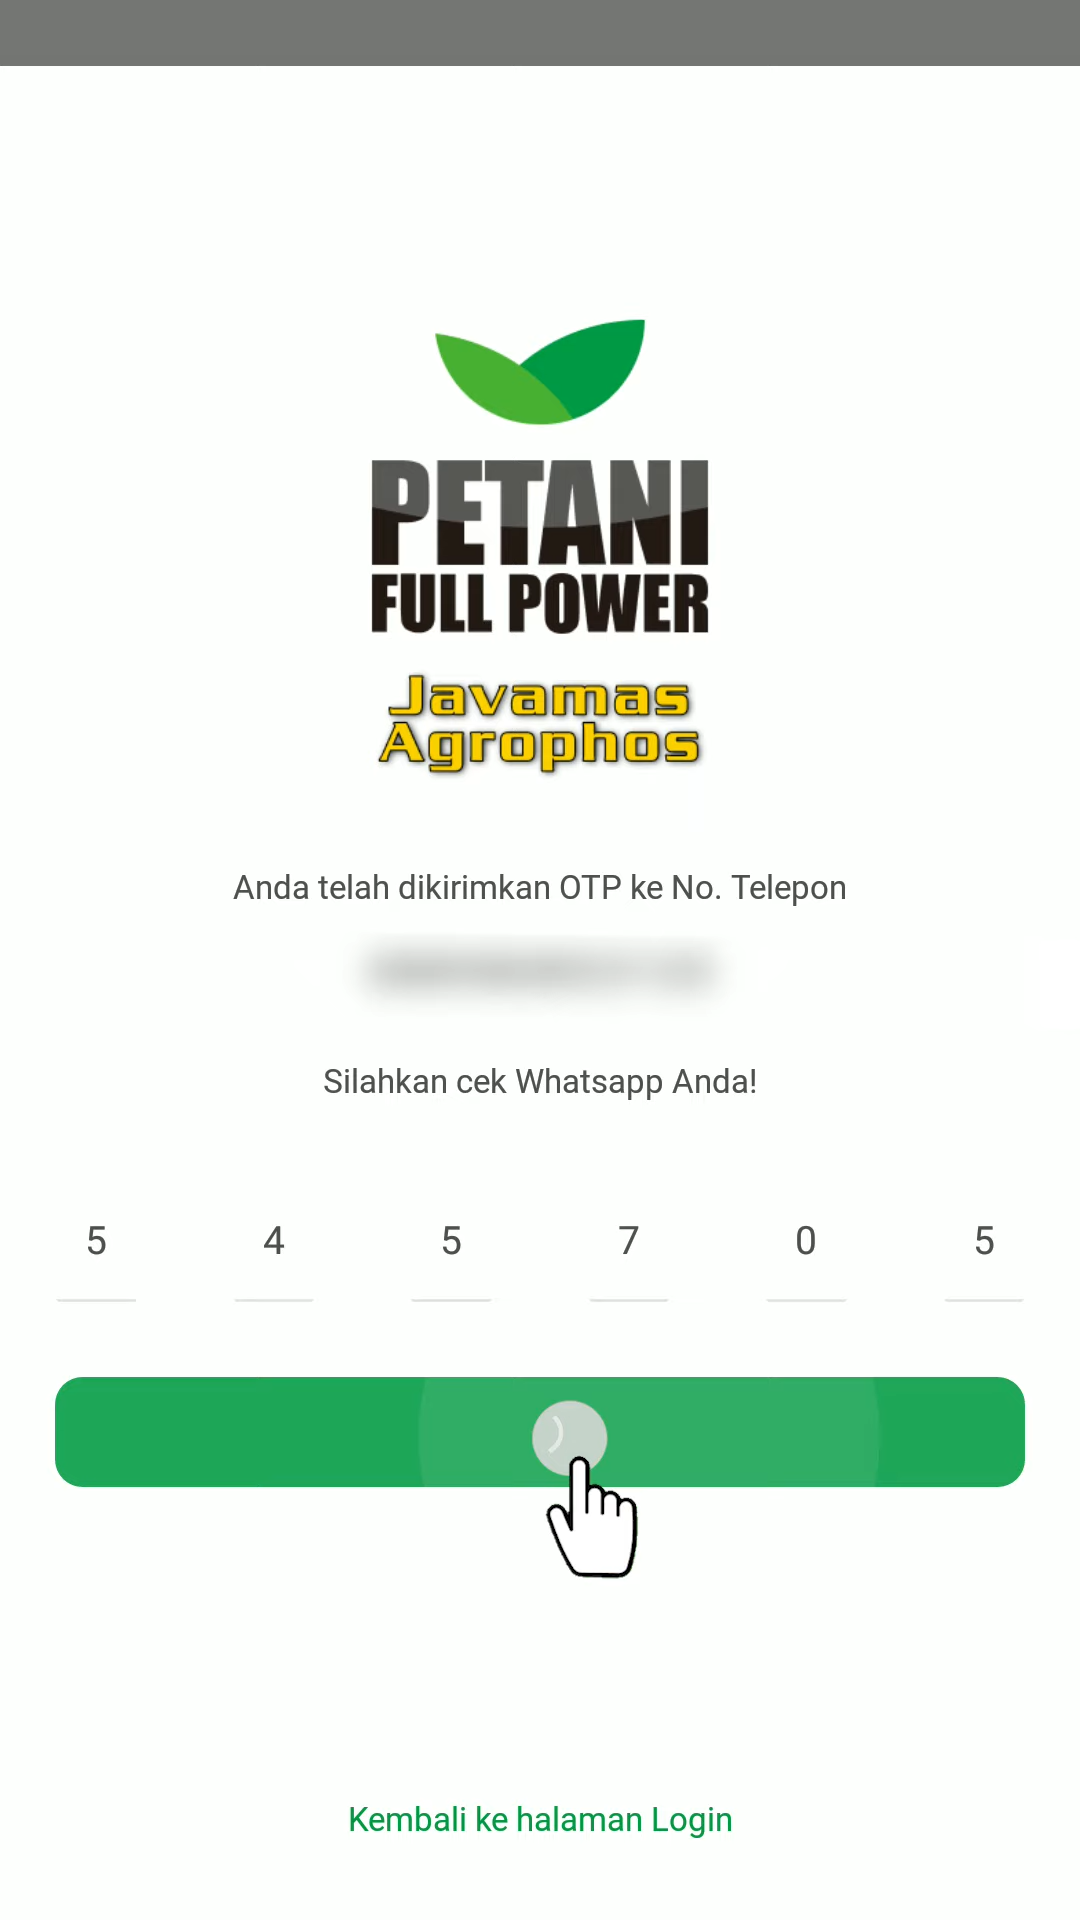 PETANI
FULL POWER
Javamas
Agrophos
Anda telah dikirimkan OTP ke No. Telepon
Silahkan cek Whatsapp Anda!
5 4 5 7 0 5
Kembali ke halaman Login